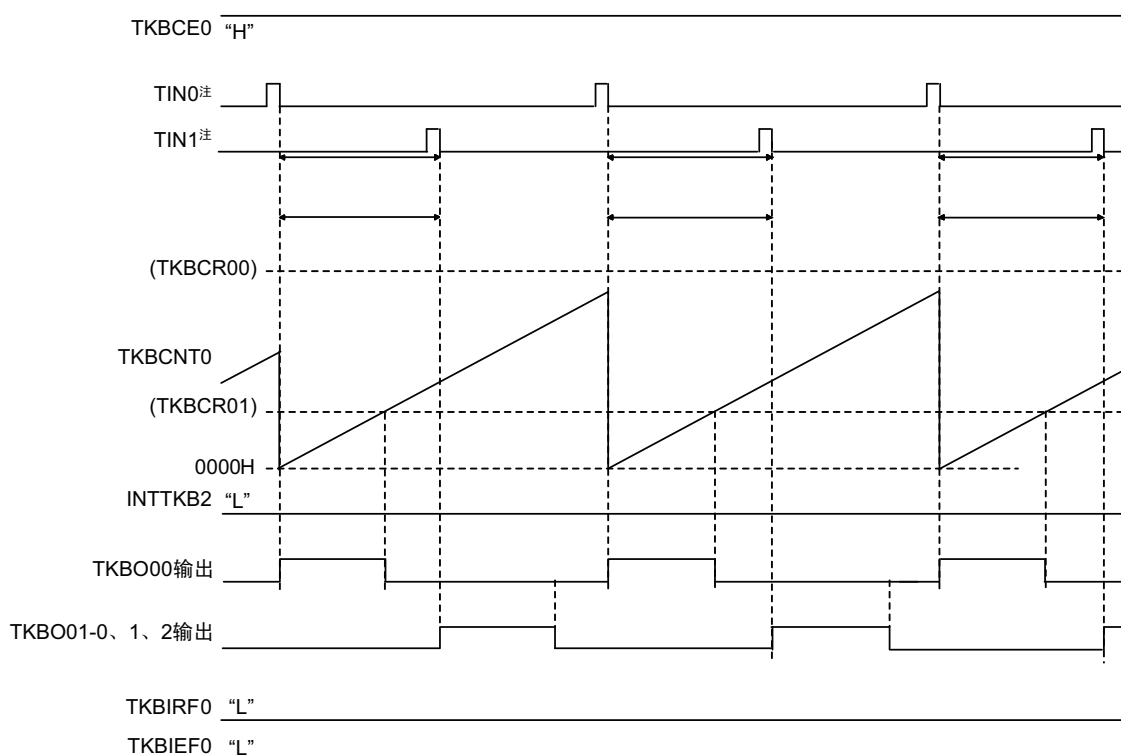 TKBCE0 “H”
TIN0注
TIN1注
(TKBCR00)
TKBCNT0
(TKBCR01)
0000H
INTTKB2 “L”
TKBO00输出
TKBO01-0、1、2输出
TKBIRF0 “L”
TKBIEF0 “L”